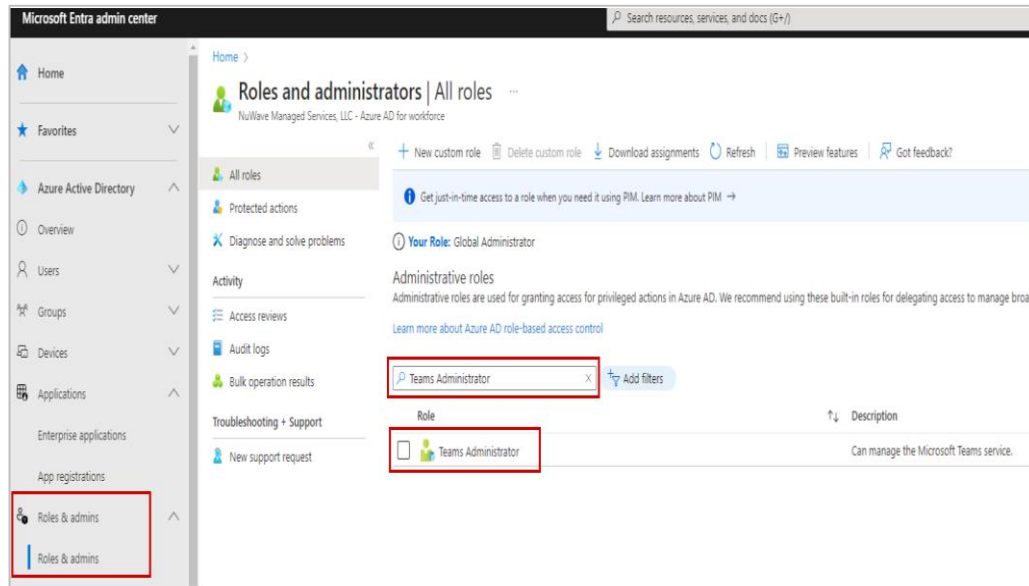 Microsoft Entra admin center
Search resources, services, and docs (G+/)
Home
Favorites
Azure Active Directory
Overview
Users
Groups
Devices
Applications
Enterprise applications
App registrations
Roles & admins
Roles & admins
Home >
Roles and administrators | All roles ...
NuWave Managed Services, LLC - Azure AD for workforce
«
All roles
Protected actions
Diagnose and solve problems
Activity
Access reviews
Audit logs
Bulk operation results
Troubleshooting + Support
New support request
+ New custom role Delete custom role Download assignments Refresh Preview features Got feedback?
Get just-in-time access to a role when you need it using PIM. Learn more about PIM →
Your Role: Global Administrator
Administrative roles
Administrative roles are used for granting access for privileged actions in Azure AD. We recommend using these built-in roles for delegating access to manage broa
Learn more about Azure AD role-based access control
Teams Administrator X Add filters
Role ↑↓ Description
Teams Administrator Can manage the Microsoft Teams service.